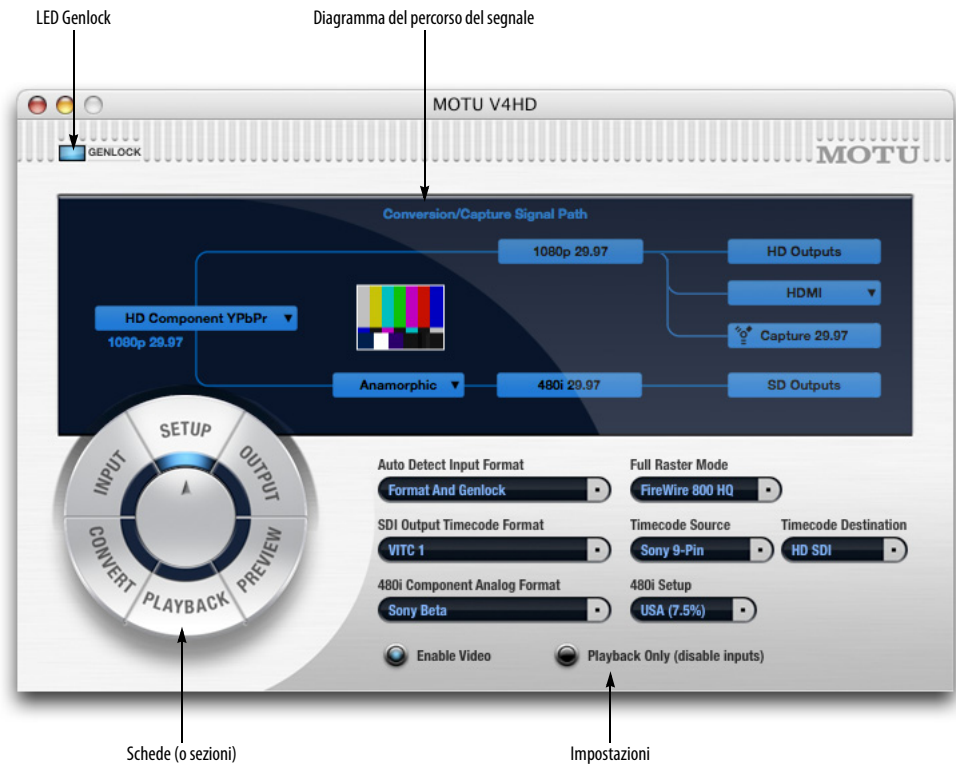 LED Genlock
Diagramma del percorso del segnale
MOTU V4HD
GENLOCK
MOTU
Conversion/Capture Signal Path
1080p 29.97
HD Outputs
HDMI
HD Component YPbPr
1080p 29.97
Capture 29.97
Anamorphic
480i 29.97
SD Outputs
SETUP
OUTPUT
INPUT
PREVIEW
CONVERT
PLAYBACK
Auto Detect Input Format
Full Raster Mode
Format And Genlock
FireWire 800 HQ
SDI Output Timecode Format
Timecode Source
Timecode Destination
VITC 1
Sony 9-Pin
HD SDI
480i Component Analog Format
480i Setup
Sony Beta
USA (7.5%)
Enable Video
Playback Only (disable inputs)
Schede (o sezioni)
Impostazioni